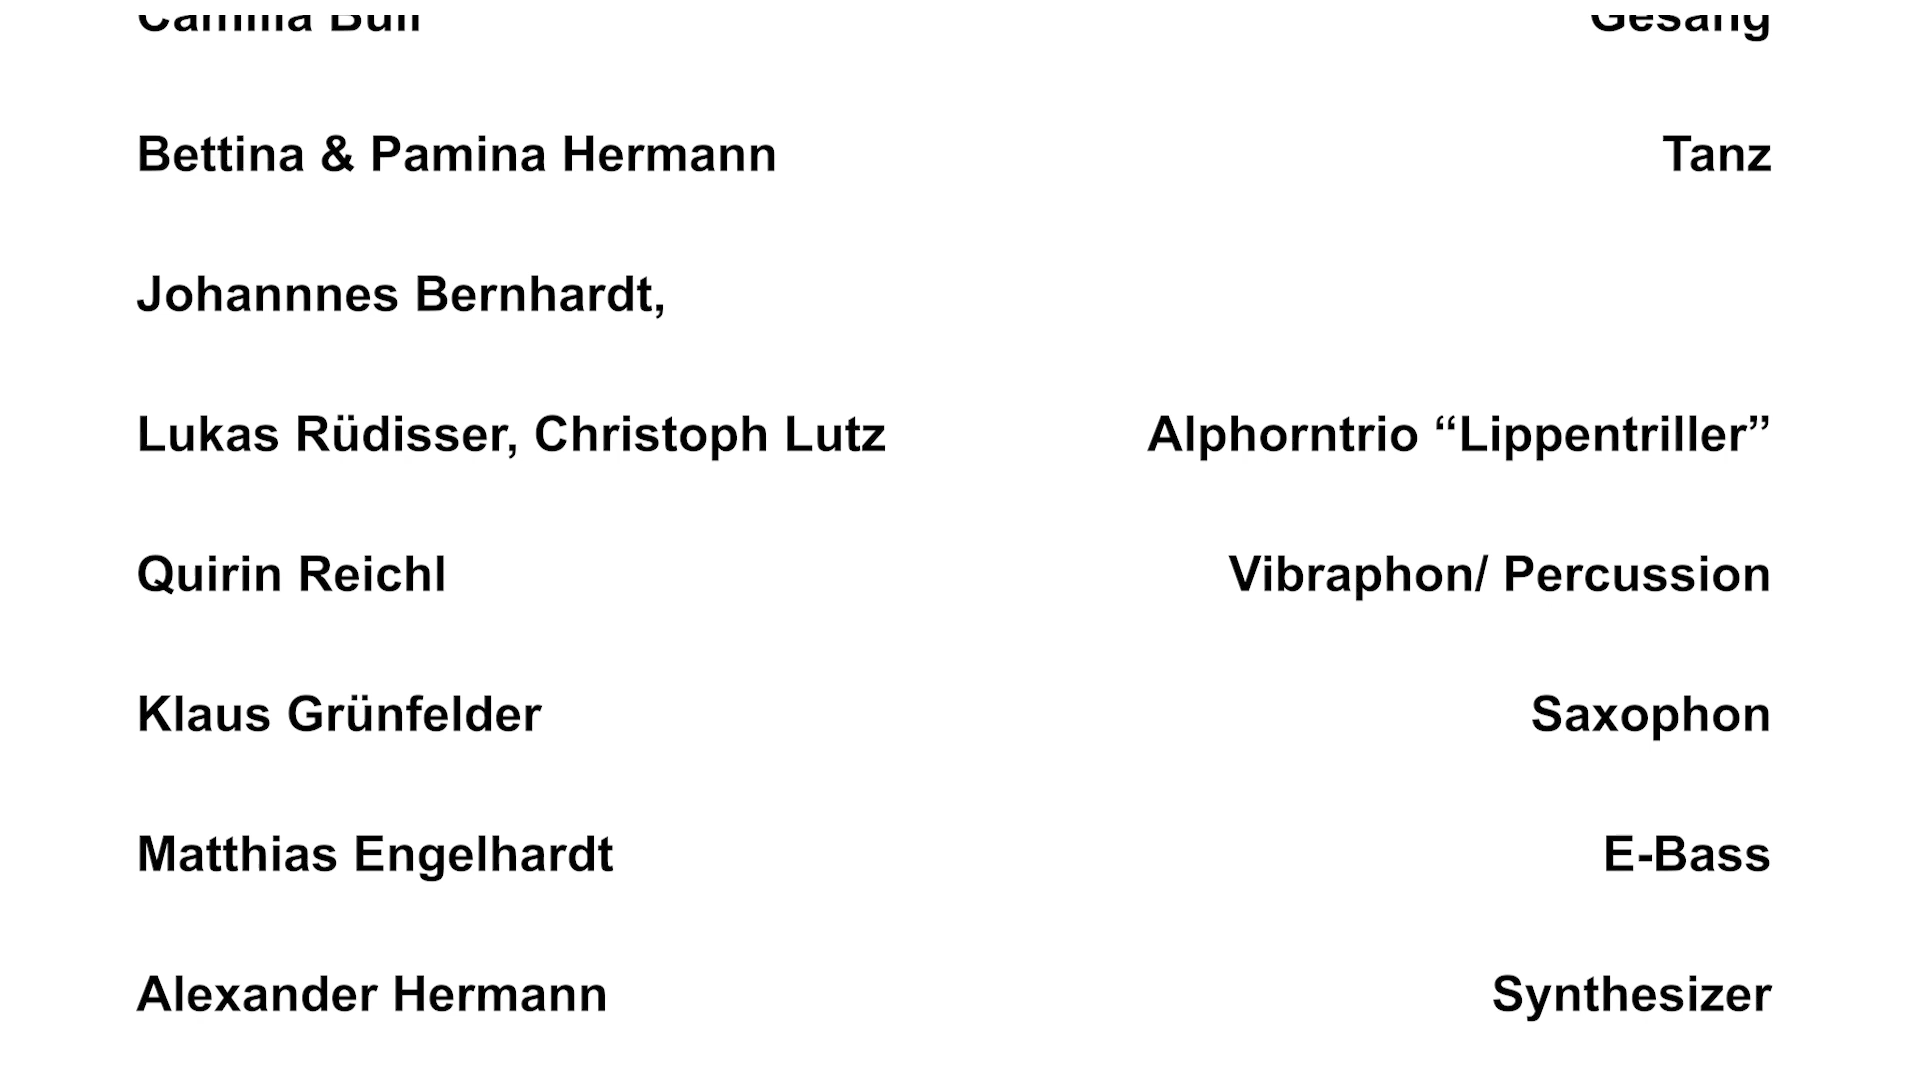 Gesang
Bettina & Pamina Hermann Tanz
Johannnes Bernhardt,
Lukas Rüdisser, Christoph Lutz Alphorntrio “Lippentriller”
Quirin Reichl Vibraphon/ Percussion
Klaus Grünfelder Saxophon
Matthias Engelhardt E-Bass
Alexander Hermann Synthesizer